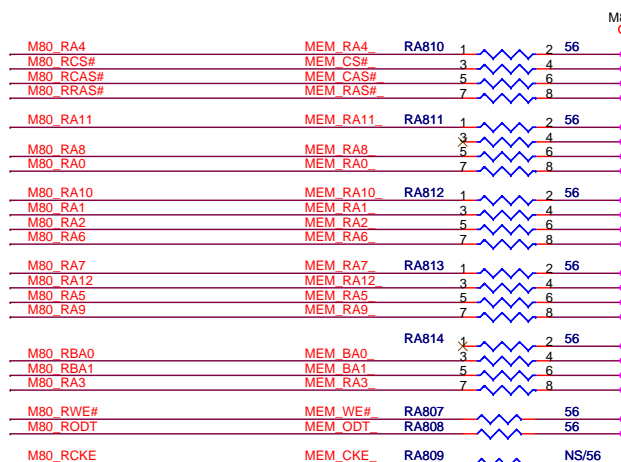 M8
M80_RA4 MEM_RA4_ RA810 1 2 56
M80_RCS# MEM_CS#_ 3 4
M80_RCAS# MEM_CAS#_ 5 6
M80_RRAS# MEM_RAS#_ 7 8
M80_RA11 MEM_RA11_ RA811 1 2 56
3 4
M80_RA8 MEM_RA8_ 5 6
M80_RA0 MEM_RA0_ 7 8
M80_RA10 MEM_RA10_ RA812 1 2 56
M80_RA1 MEM_RA1_ 3 4
M80_RA2 MEM_RA2_ 5 6
M80_RA6 MEM_RA6_ 7 8
M80_RA7 MEM_RA7_ RA813 1 2 56
M80_RA12 MEM_RA12_ 3 4
M80_RA5 MEM_RA5_ 5 6
M80_RA9 MEM_RA9_ 7 8
RA814 1 2 56
M80_RBA0 MEM_BA0_ 3 4
M80_RBA1 MEM_BA1_ 5 6
M80_RA3 MEM_RA3_ 7 8
M80_RWE# MEM_WE#_ RA807 56
M80_RODT MEM_ODT_ RA808 56
M80_RCKE MEM_CKE_ RA809 NS/56